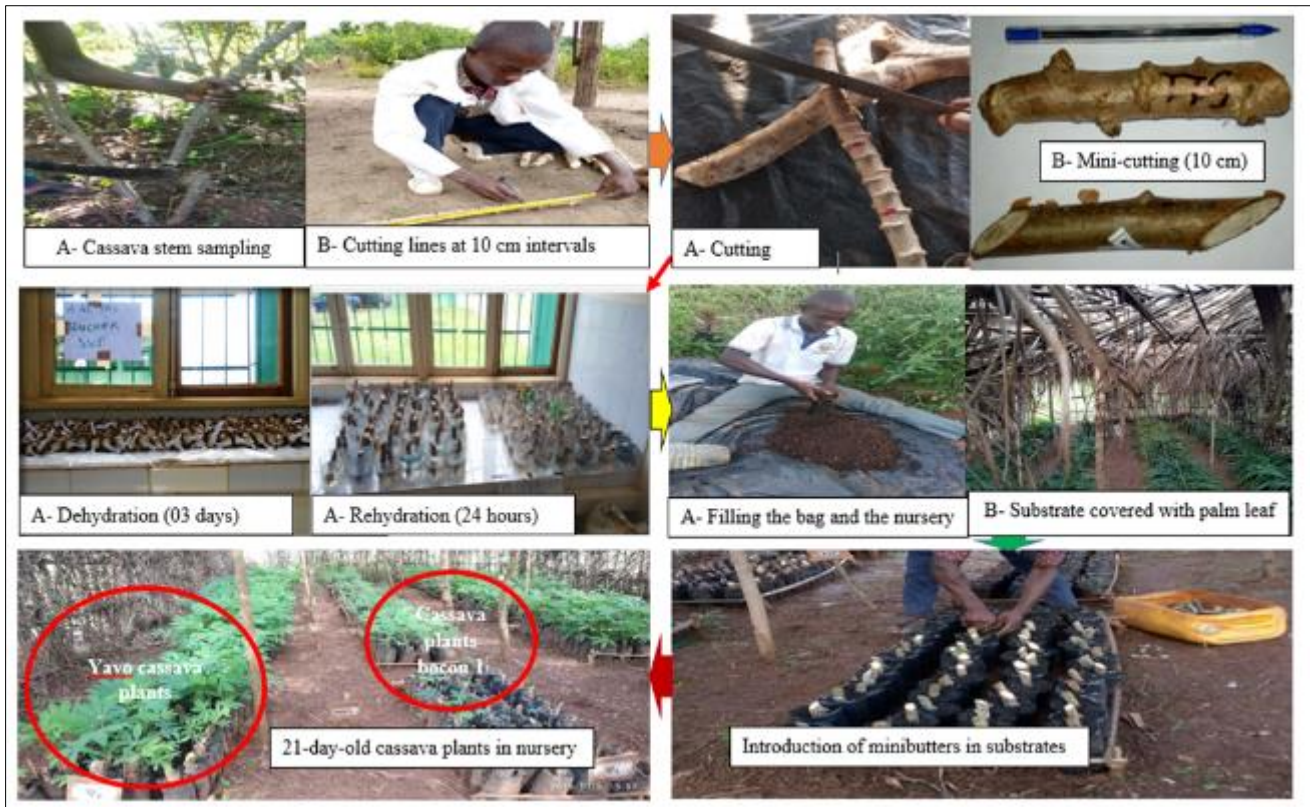 A- Cassava stem sampling
B- Cutting lines at 10 cm intervals
A- Cutting
B- Mini-cutting (10 cm)
A- Dehydration (03 days)
A- Rehydration (24 hours)
A- Filling the bag and the nursery
B- Substrate covered with palm leaf
Yavo cassava
plants
Cassava
plants
bocou 1
21-day-old cassava plants in nursery
Introduction of minibutters in substrates